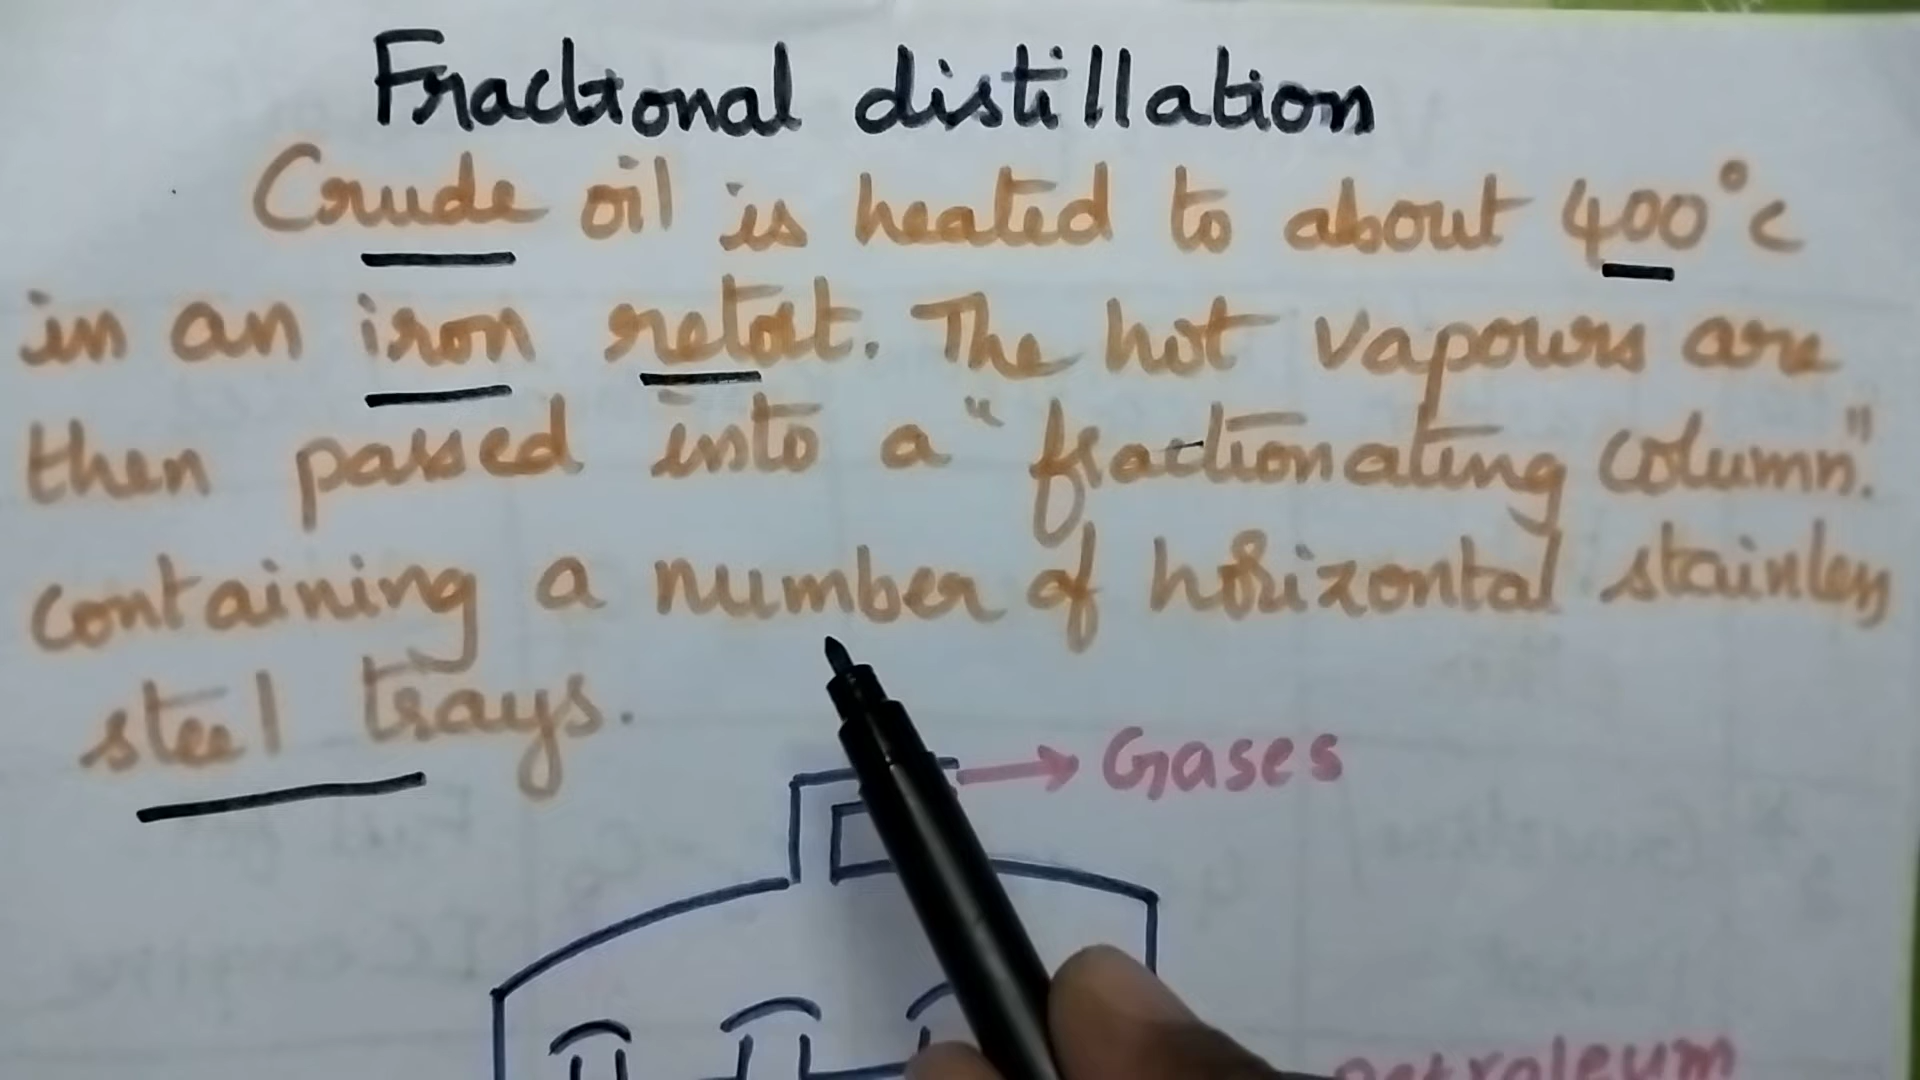 Fractional distillation
Crude oil is heated to about 400°c
in an iron retort. The hot vapours are
then passed into a "fractionating column."
containing a number of horizontal stainless
steel trays.
Gases
Petroleum